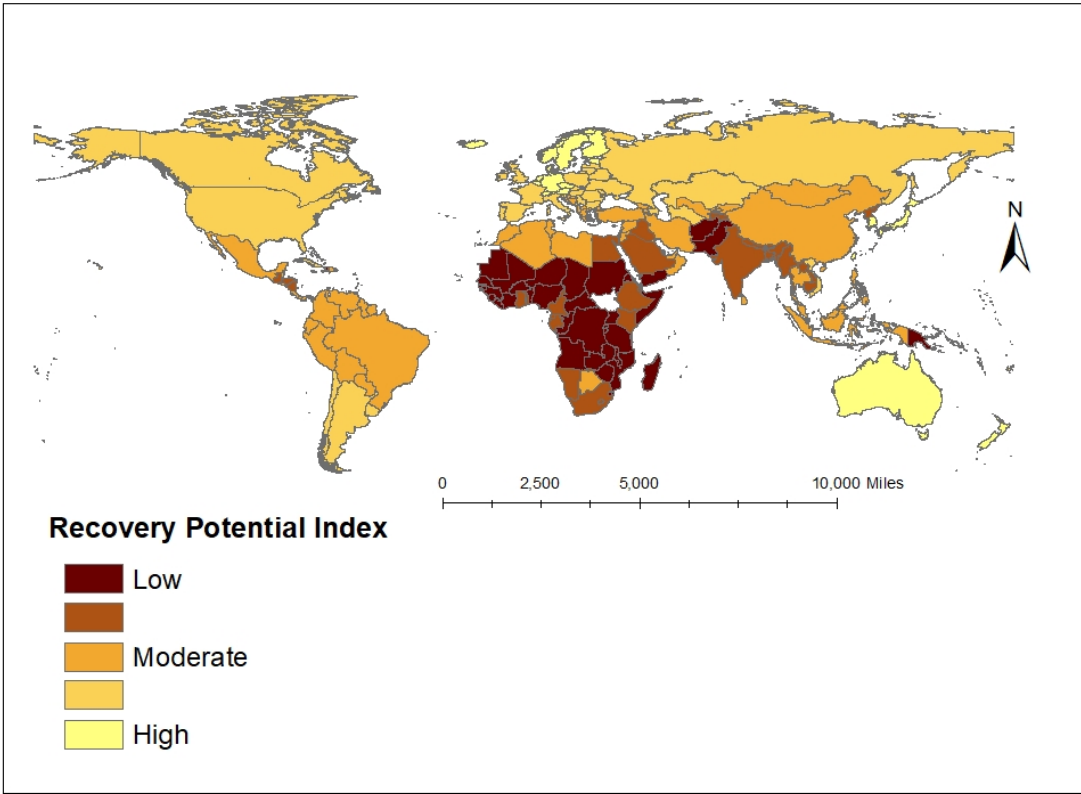 N
0 2,500 5,000 10,000 Miles
Recovery Potential Index
Low
Moderate
High